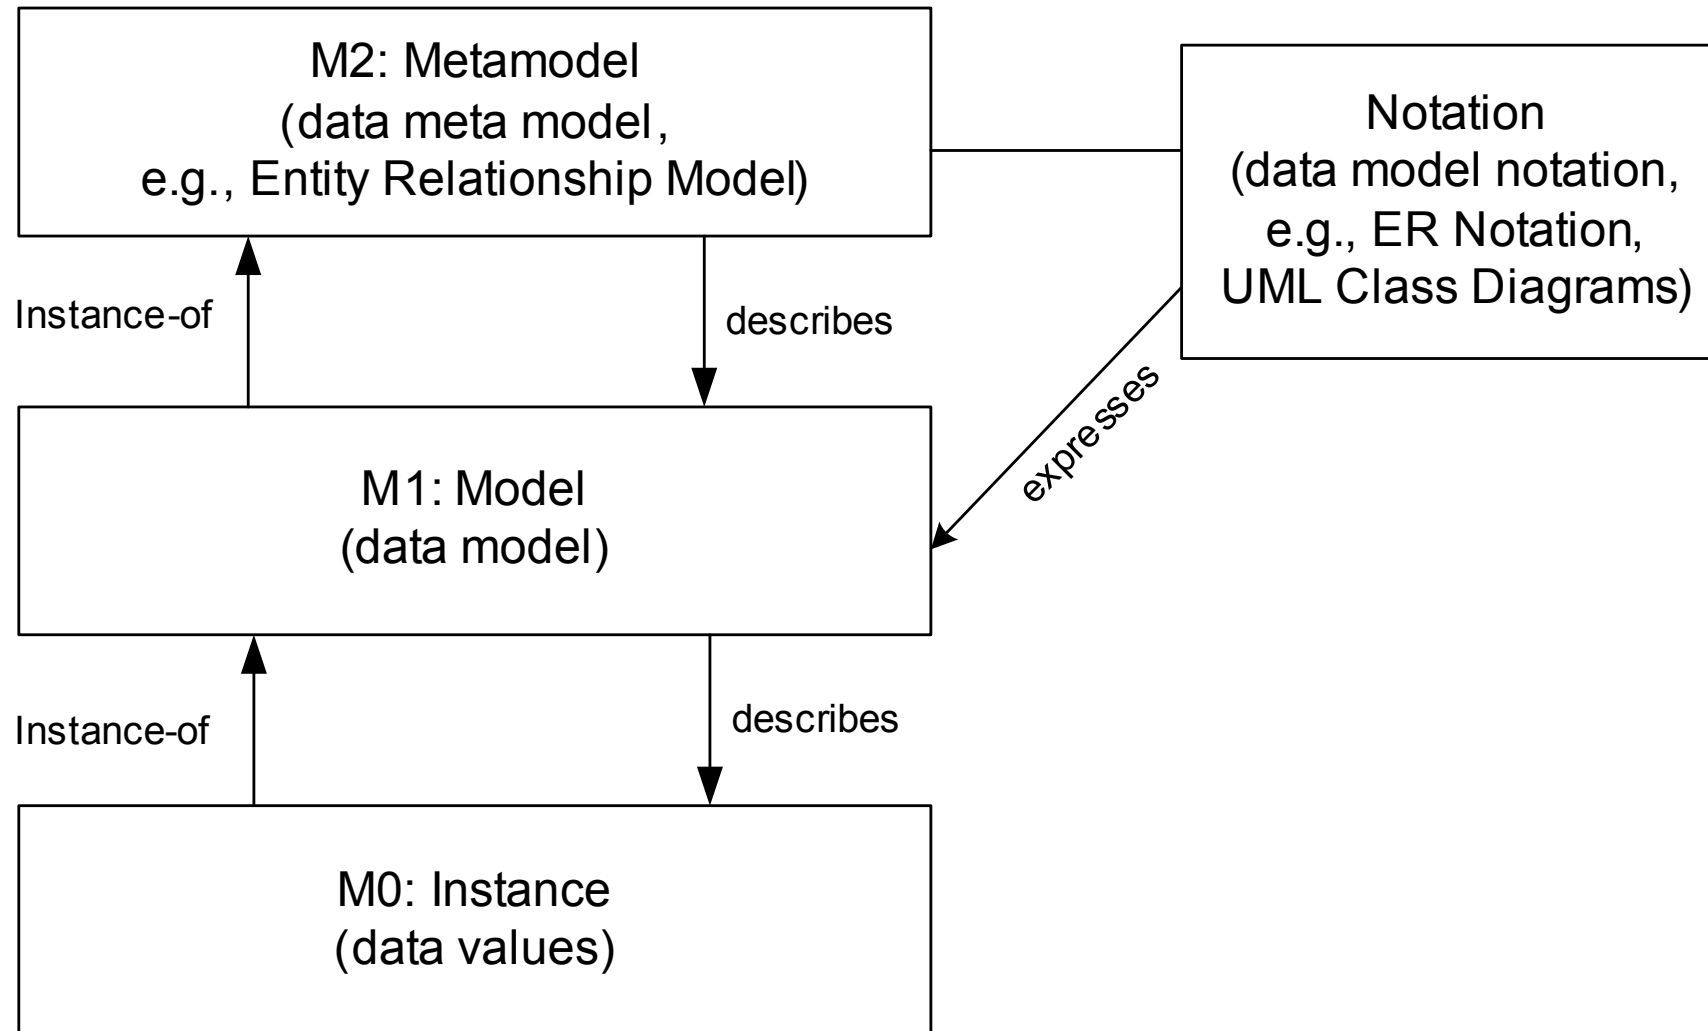 M2: Metamodel
(data meta model,
e.g., Entity Relationship Model)
Notation
(data model notation,
e.g., ER Notation,
UML Class Diagrams)
Instance-of
describes
expresses
M1: Model
(data model)
Instance-of
describes
M0: Instance
(data values)